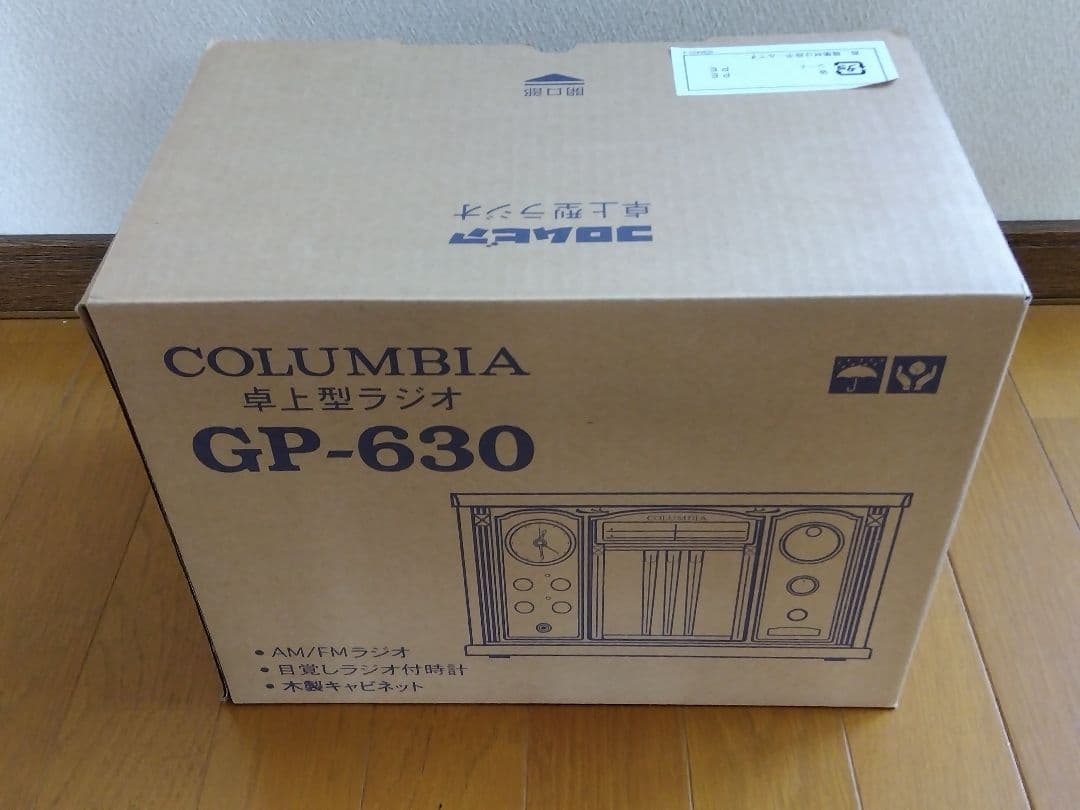 開口部
コロムビア
卓上型ラジオ
COLUMBIA
卓上型ラジオ
GP-630
COLUMBIA
• AM/FMラジオ
• 目覚しラジオ付時計
• 木製キャビネット